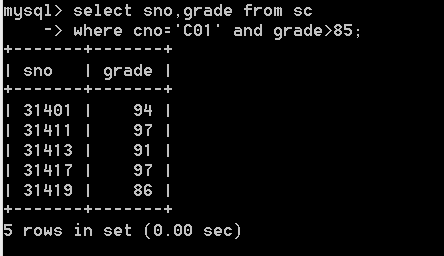 mysql> select sno,grade from sc
    -> where cno='C01' and grade>85;
+-------+-------+
| sno   | grade |
+-------+-------+
| 31401 |    94 |
| 31411 |    97 |
| 31413 |    91 |
| 31417 |    97 |
| 31419 |    86 |
+-------+-------+
5 rows in set (0.00 sec)